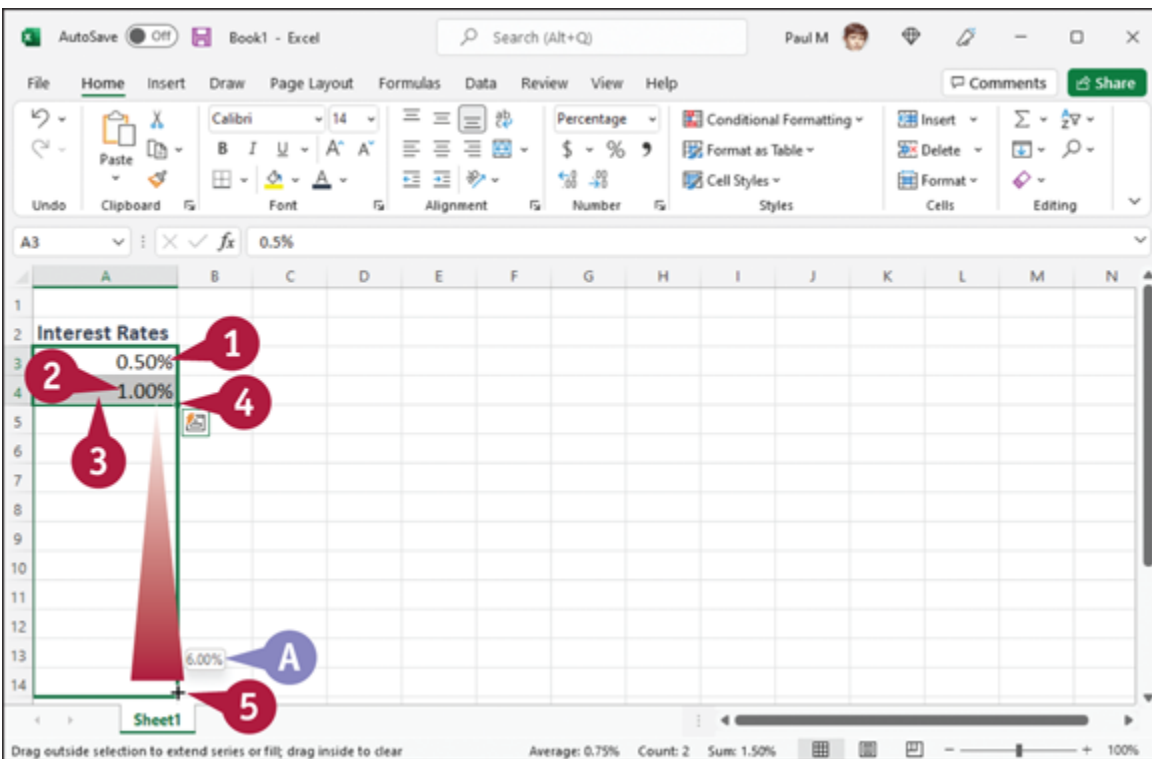 AutoSave Off Book1 - Excel Search (Alt+Q) Paul M
File Home Insert Draw Page Layout Formulas Data Review View Help Comments Share
Calibri 14 Percentage Conditional Formatting Insert
Paste B I U A A $ % Format as Table Delete
A Cell Styles Format
Undo Clipboard Font Alignment Number Styles Cells Editing
A3 fx 0.5%
A B C D E F G H I J K L M N
1
2 Interest Rates
1
3 0.50%
2
4 1.00%
4
5
3
6
7
8
9
10
11
12
13 6.00% A
14
5
Sheet1
Drag outside selection to extend series or fill; drag inside to clear Average: 0.75% Count: 2 Sum: 1.50% 100%